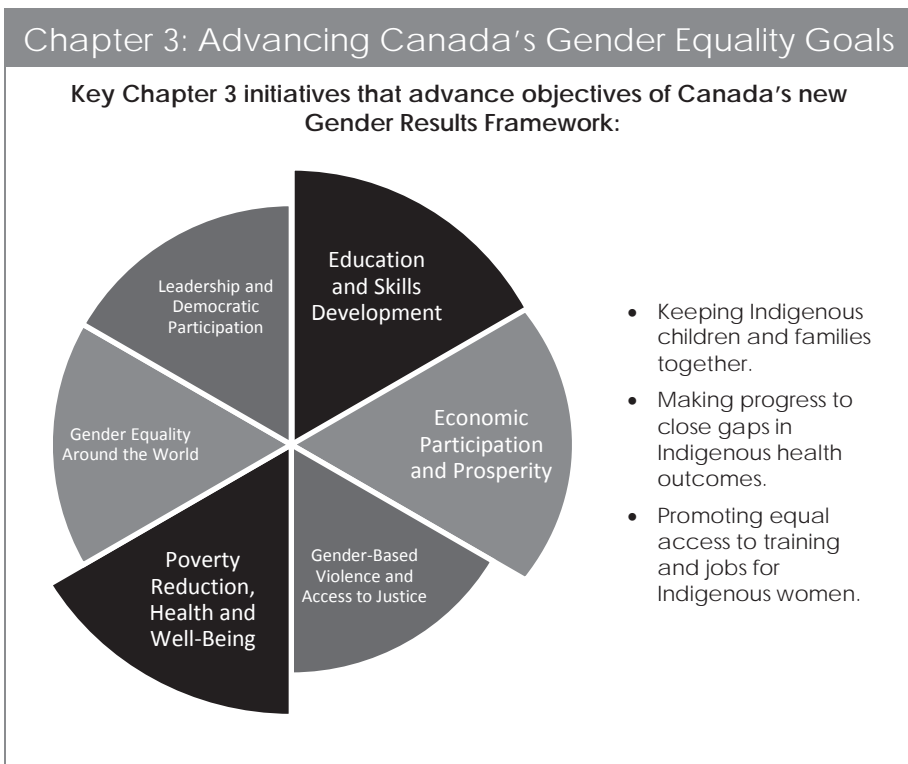 Chapter 3: Advancing Canada's Gender Equality Goals
Key Chapter 3 initiatives that advance objectives of Canada's new
Gender Results Framework:
Education
and Skills
Development
Economic
Participation
and Prosperity
Gender-Based
Violence and
Access to Justice
Poverty
Reduction,
Health and
Well-Being
Gender Equality
Around the World
Leadership and
Democratic
Participation
• Keeping Indigenous
children and families
together.
• Making progress to
close gaps in
Indigenous health
outcomes.
• Promoting equal
access to training
and jobs for
Indigenous women.